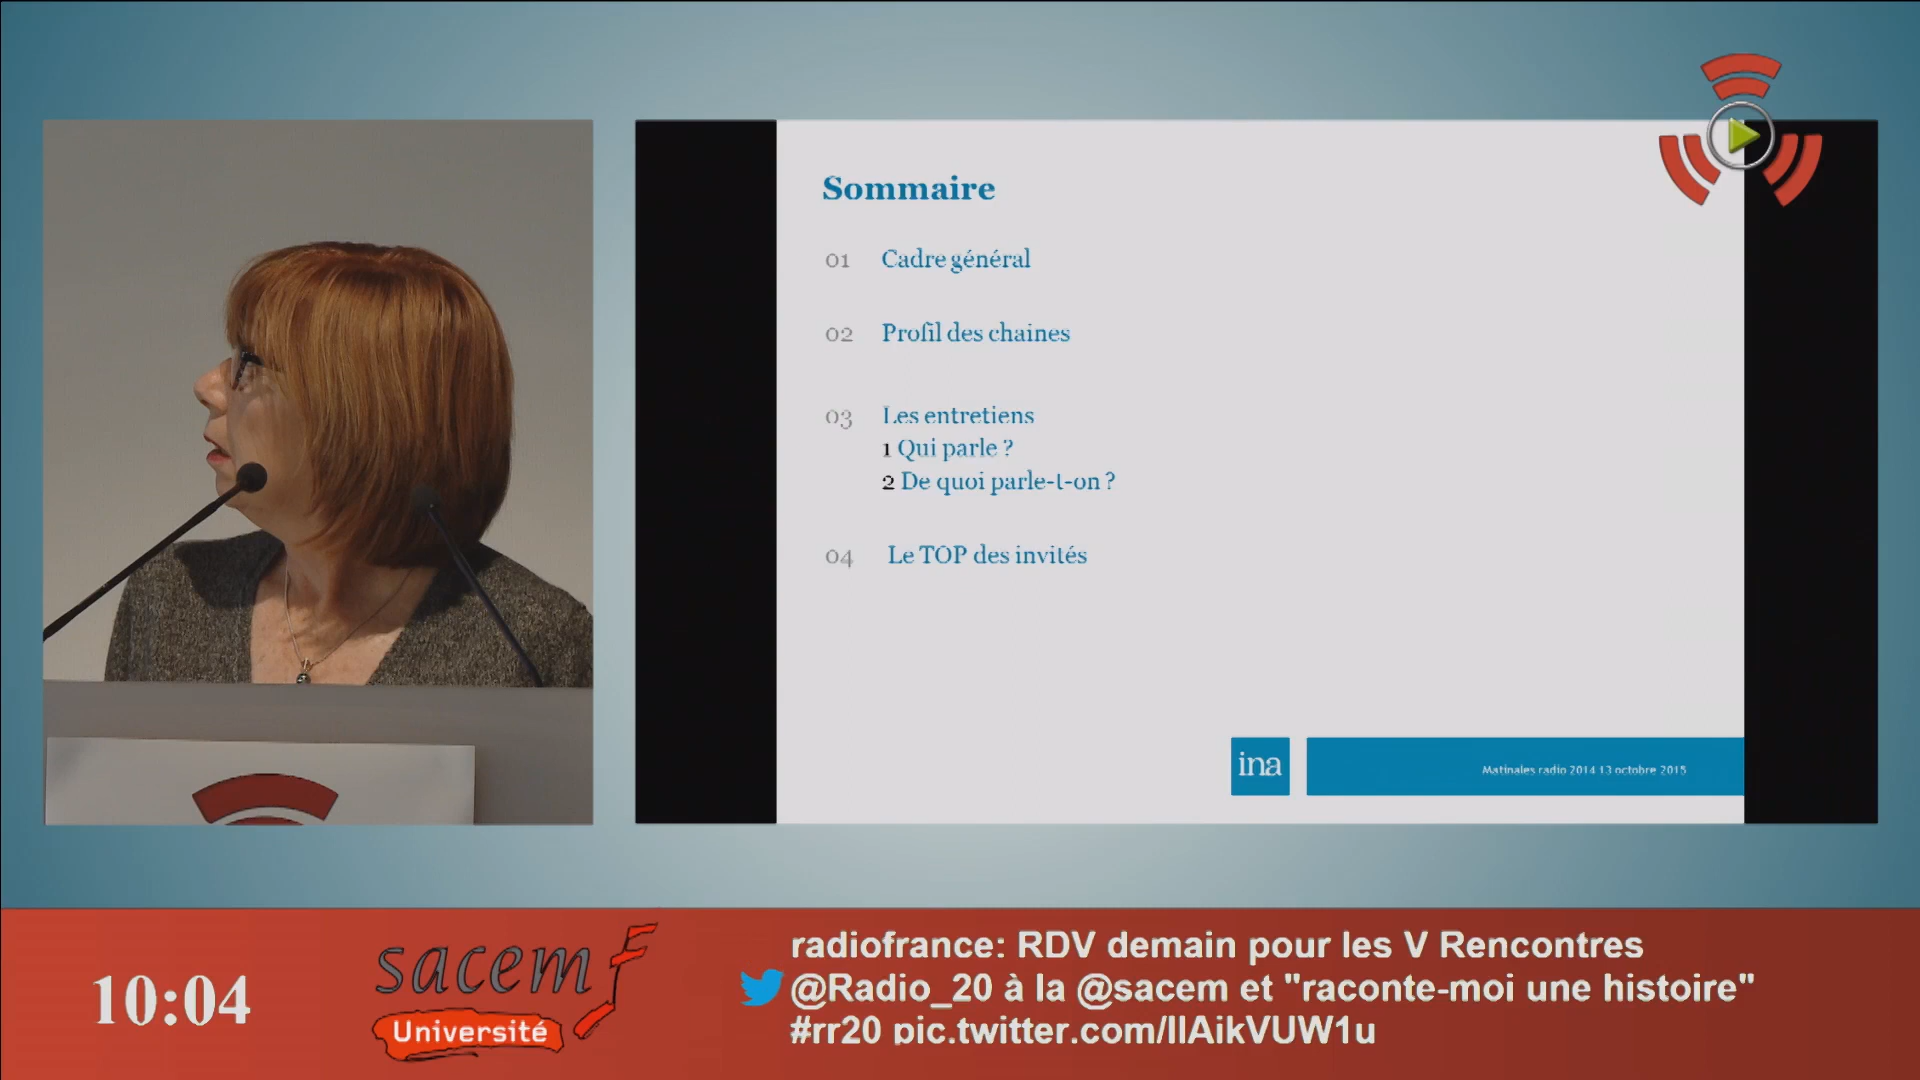 Sommaire
01 Cadre général
02 Profil des chaines
03 Les entretiens
1 Qui parle ?
2 De quoi parle-t-on ?
04 Le TOP des invités
ina
Matinales radio 2014 13 octobre 2015
10:04
sacem
Université
radiofrance: RDV demain pour les V Rencontres
@Radio_20 à la @sacem et "raconte-moi une histoire"
#rr20 pic.twitter.com/IIAikVUW1u